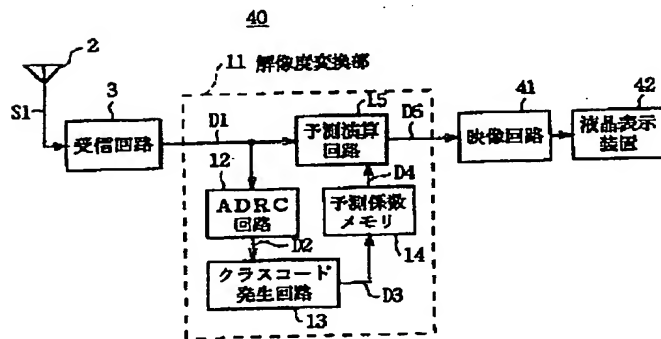 40
2
S1
3
受信回路
D1
11 解像度変換部
12
ADRC
回路
D2
クラスコード
発生回路
13
D3
15
予測演算
回路
D4
予測係数
メモリ
14
D5
41
映像回路
42
液晶表示
装置